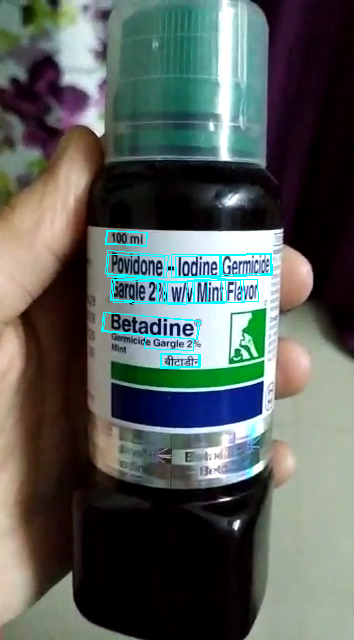 100 ml
Povidone – Iodine Germicide
Gargle 2% w/v Mint Flavor
Betadine
Germicide Gargle 2%
Mint